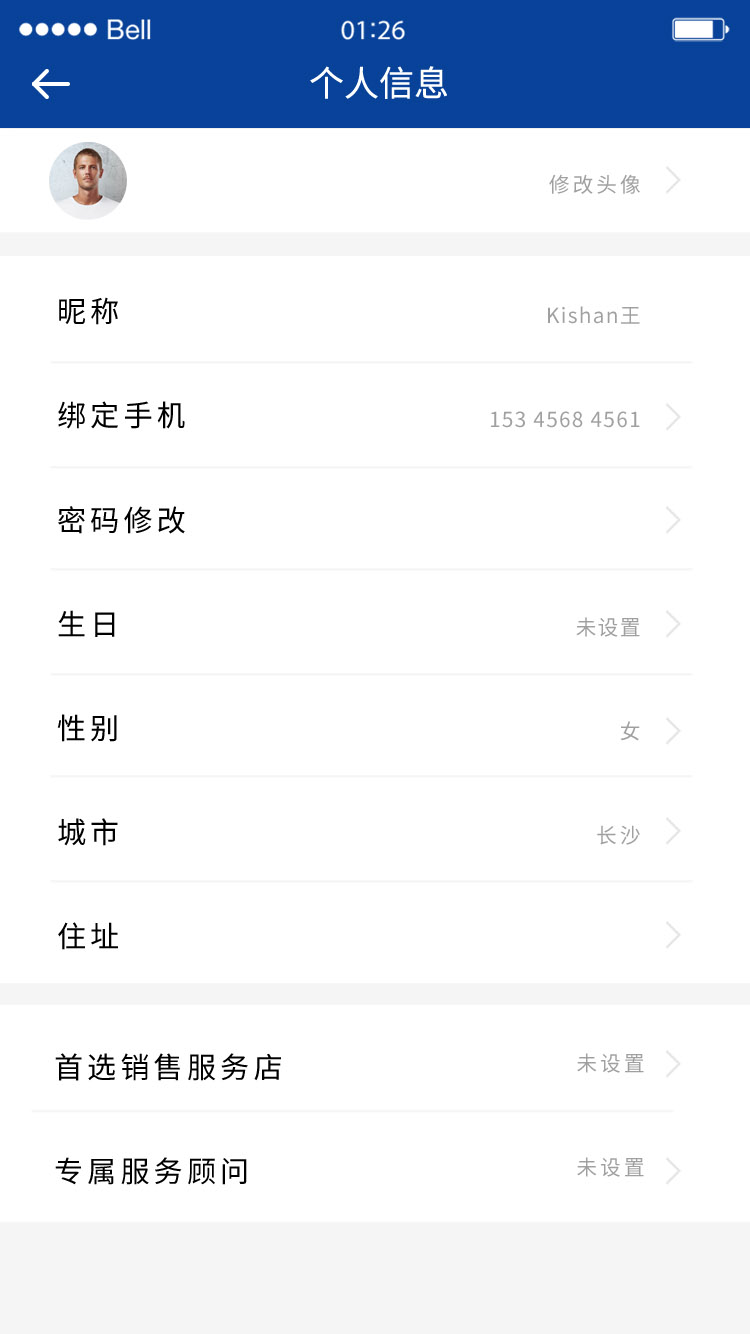 Bell 01:26
个人信息
修改头像
昵称 Kishan王
绑定手机 153 4568 4561
密码修改
生日 未设置
性别 女
城市 长沙
住址
首选销售服务店 未设置
专属服务顾问 未设置